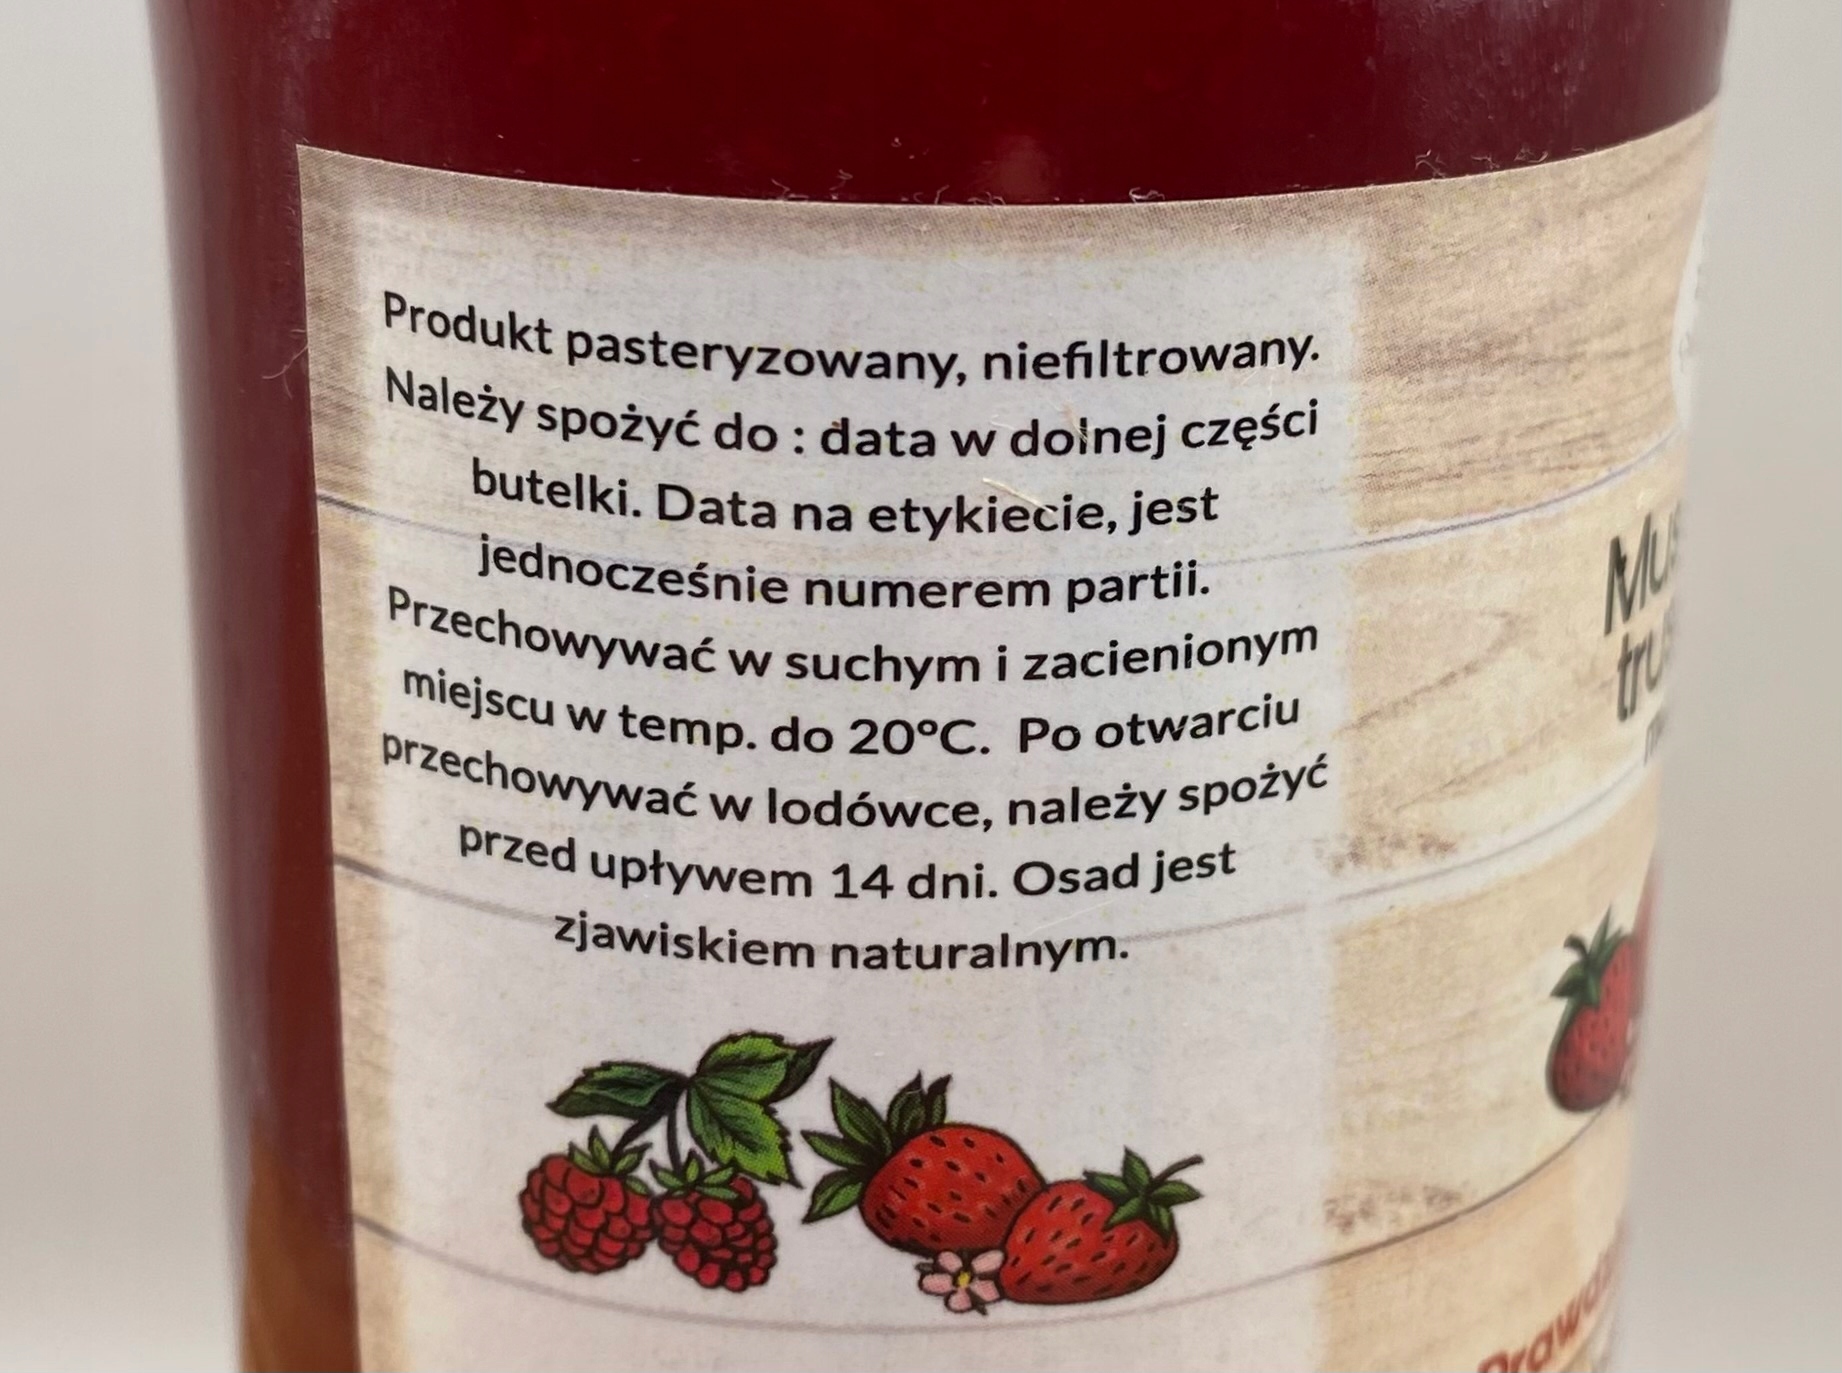 Produkt pasteryzowany, niefiltrowany.
Należy spożyć do : data w dolnej części
butelki. Data na etykiecie, jest
jednocześnie numerem partii.
Przechowywać w suchym i zacienionym
miejscu w temp. do 20°C. Po otwarciu
przechowywać w lodówce, należy spożyć
przed upływem 14 dni. Osad jest
zjawiskiem naturalnym.